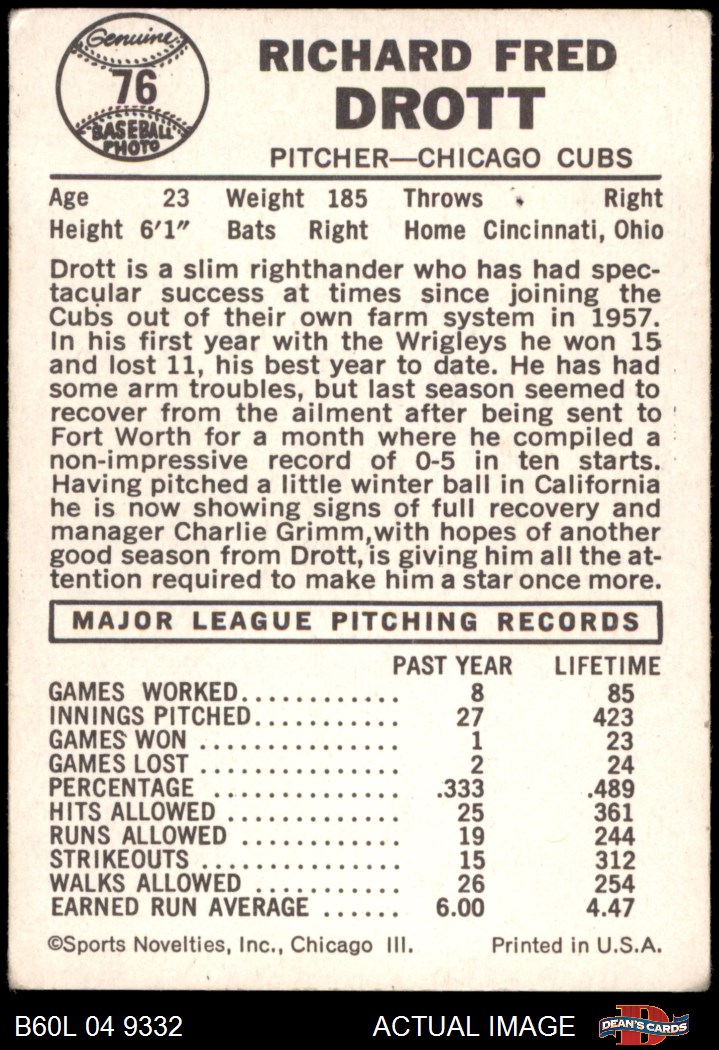 Genuine
76
BASEBALL
PHOTO
RICHARD FRED
DROTT
PITCHER—CHICAGO CUBS
Age 23 Weight 185 Throws Right
Height 6'1" Bats Right Home Cincinnati, Ohio
Drott is a slim righthander who has had spec-
tacular success at times since joining the
Cubs out of their own farm system in 1957.
In his first year with the Wrigleys he won 15
and lost 11, his best year to date. He has had
some arm troubles, but last season seemed to
recover from the ailment after being sent to
Fort Worth for a month where he compiled a
non-impressive record of 0-5 in ten starts.
Having pitched a little winter ball in California
he is now showing signs of full recovery and
manager Charlie Grimm,with hopes of another
good season from Drott, is giving him all the at-
tention required to make him a star once more.
MAJOR LEAGUE PITCHING RECORDS
PAST YEAR LIFETIME
GAMES WORKED............ 8 85
INNINGS PITCHED........... 27 423
GAMES WON ............... 1 23
GAMES LOST ............... 2 24
PERCENTAGE .............. .333 .489
HITS ALLOWED ............. 25 361
RUNS ALLOWED ............ 19 244
STRIKEOUTS ............... 15 312
WALKS ALLOWED ........... 26 254
EARNED RUN AVERAGE ...... 6.00 4.47
©Sports Novelties, Inc., Chicago Ill. Printed in U.S.A.
B60L 04 9332 ACTUAL IMAGE DEAN'S CARDS